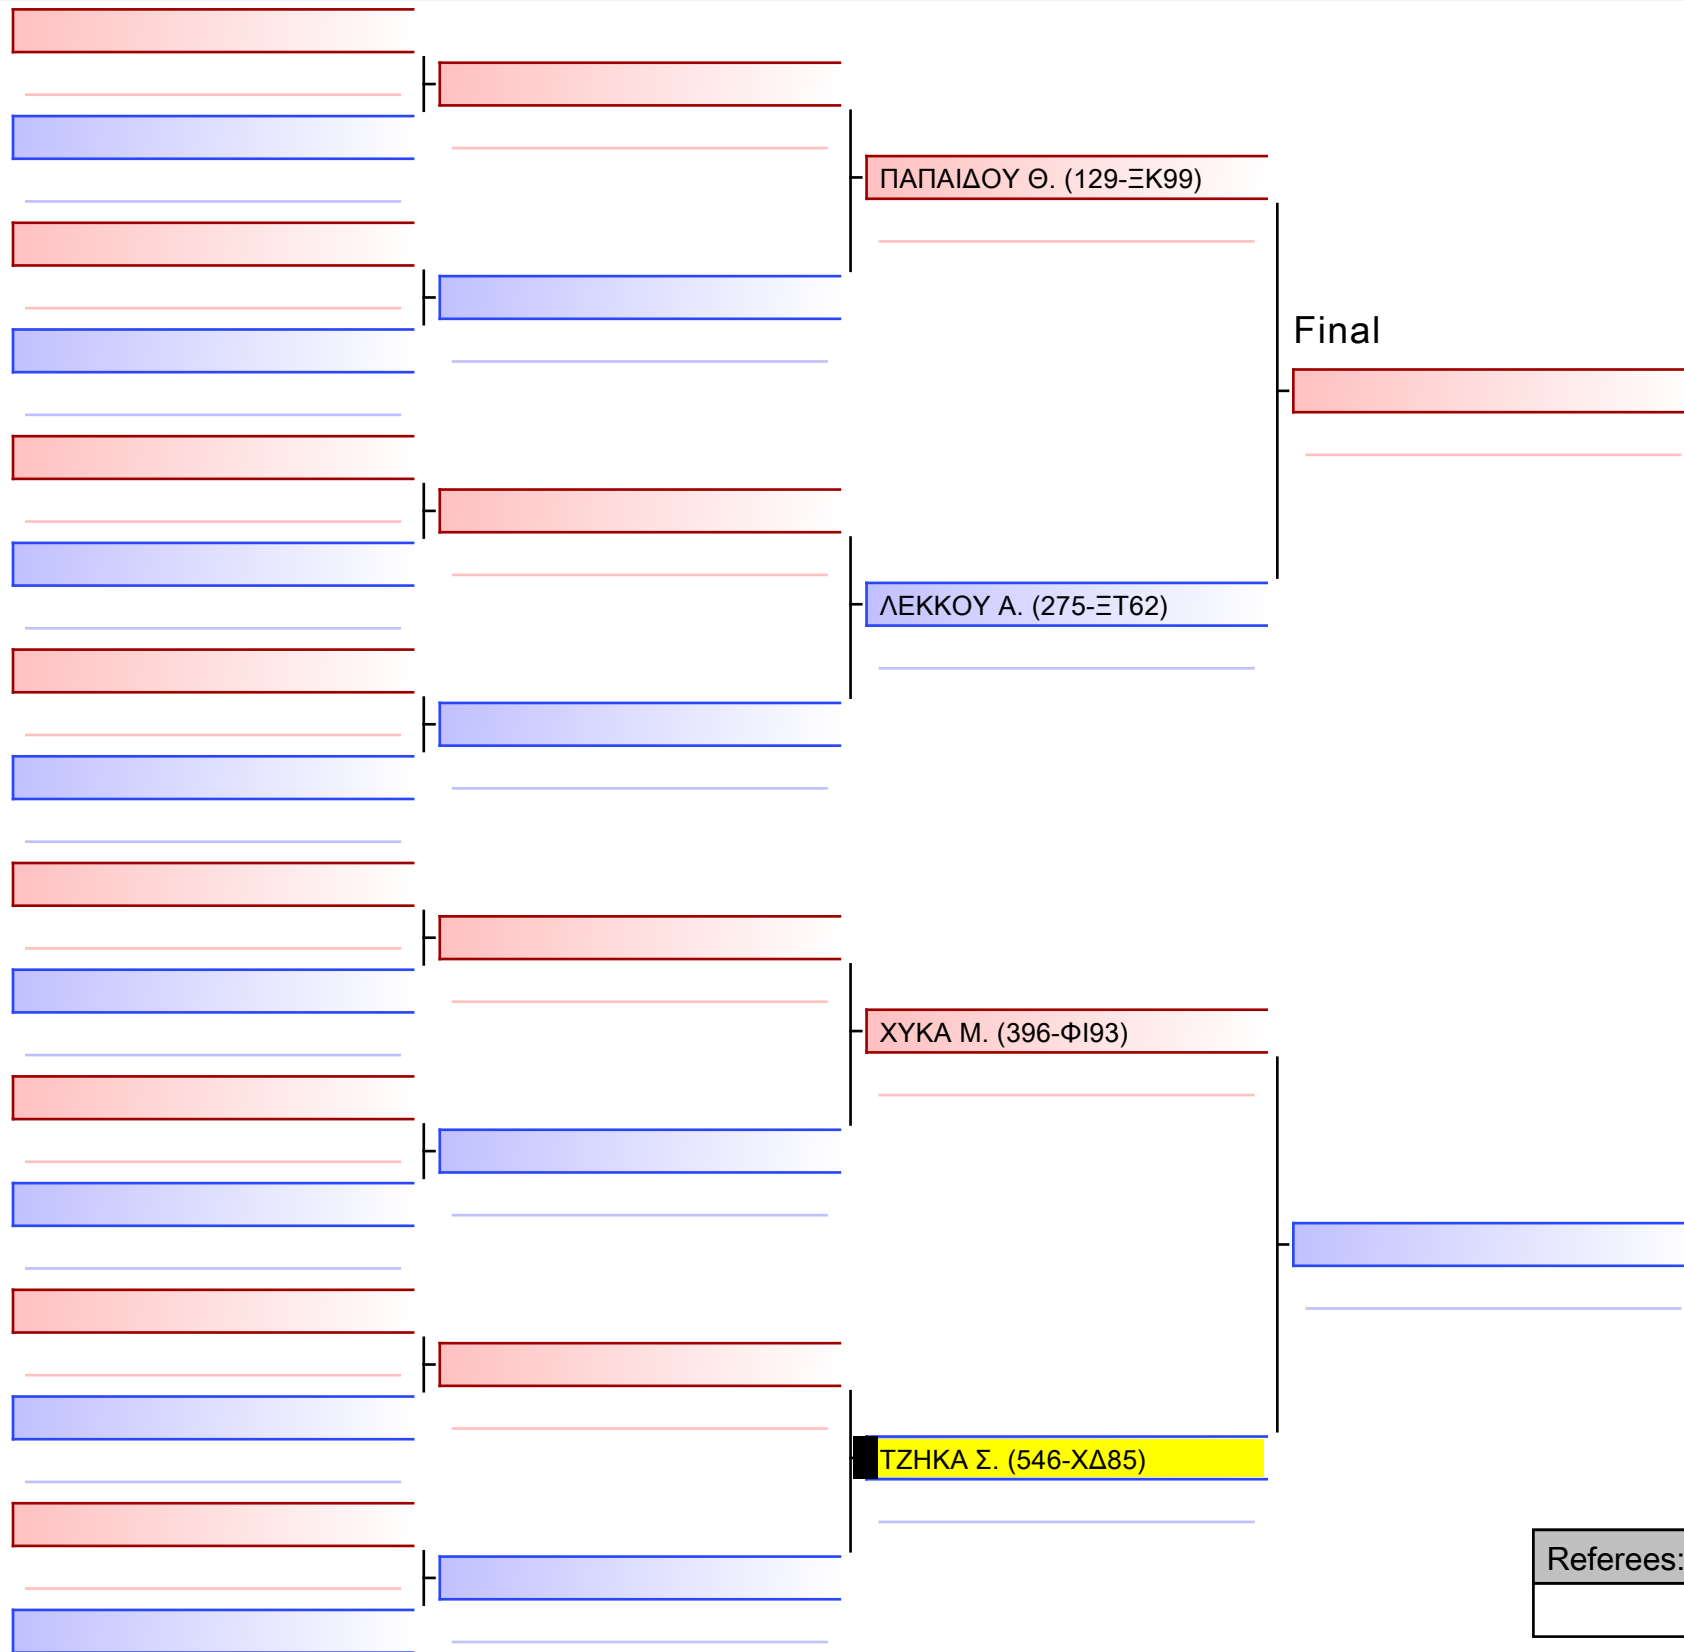 ΠΑΠΑΙΔΟΥ Θ. (129-ΞΚ99)
Final
ΛΕΚΚΟΥ Α. (275-ΞΤ62)
ΧΥΚΑ Μ. (396-ΦΙ93)
ΤΖΗΚΑ Σ. (546-ΧΔ85)
Referees: